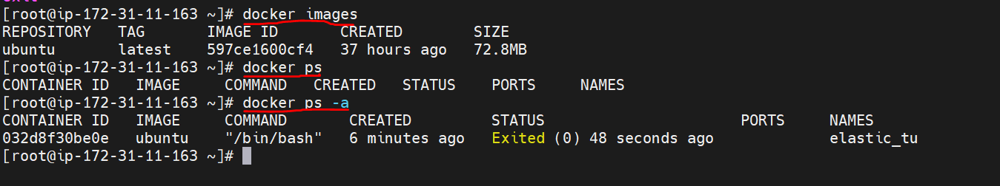 exit
[root@ip-172-31-11-163 ~]# docker images
REPOSITORY TAG IMAGE ID CREATED SIZE
ubuntu latest 597ce1600cf4 37 hours ago 72.8MB
[root@ip-172-31-11-163 ~]# docker ps
CONTAINER ID IMAGE COMMAND CREATED STATUS PORTS NAMES
[root@ip-172-31-11-163 ~]# docker ps -a
CONTAINER ID IMAGE COMMAND CREATED STATUS PORTS NAMES
032d8f30be0e ubuntu "/bin/bash" 6 minutes ago Exited (0) 48 seconds ago elastic_tu
[root@ip-172-31-11-163 ~]#